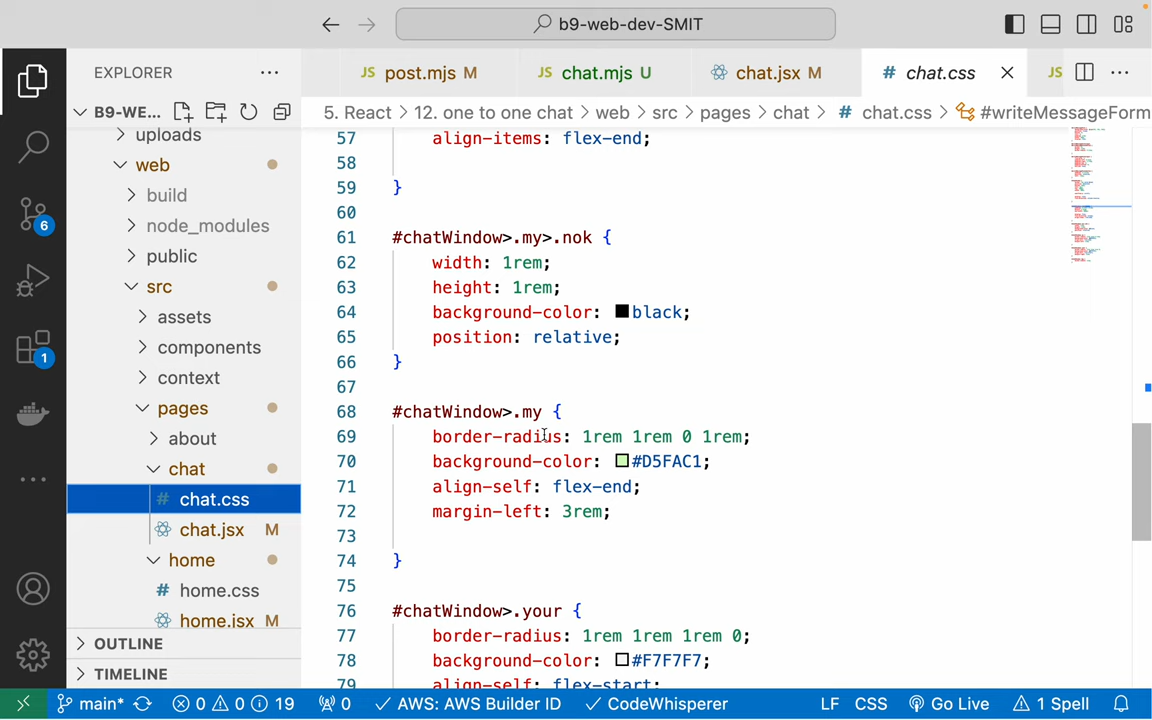 b9-web-dev-SMIT
EXPLORER
B9-WE...
uploads
web
build
node_modules
public
src
assets
components
context
pages
about
chat
# chat.css
chat.jsx M
home
# home.css
home.jsx M
OUTLINE
TIMELINE
6
1
JS post.mjs M
JS chat.mjs U
chat.jsx M
# chat.css
JS
5. React > 12. one to one chat > web > src > pages > chat > # chat.css > #writeMessageForm
57 align-items: flex-end;
58
59 }
60
61 #chatWindow>.my>.nok {
62 width: 1rem;
63 height: 1rem;
64 background-color: black;
65 position: relative;
66 }
67
68 #chatWindow>.my {
69 border-radius: 1rem 1rem 0 1rem;
70 background-color: #D5FAC1;
71 align-self: flex-end;
72 margin-left: 3rem;
73
74 }
75
76 #chatWindow>.your {
77 border-radius: 1rem 1rem 1rem 0;
78 background-color: #F7F7F7;
79 align-self: flex-start;
main* 0 0 19 0 AWS: AWS Builder ID CodeWhisperer LF CSS Go Live 1 Spell